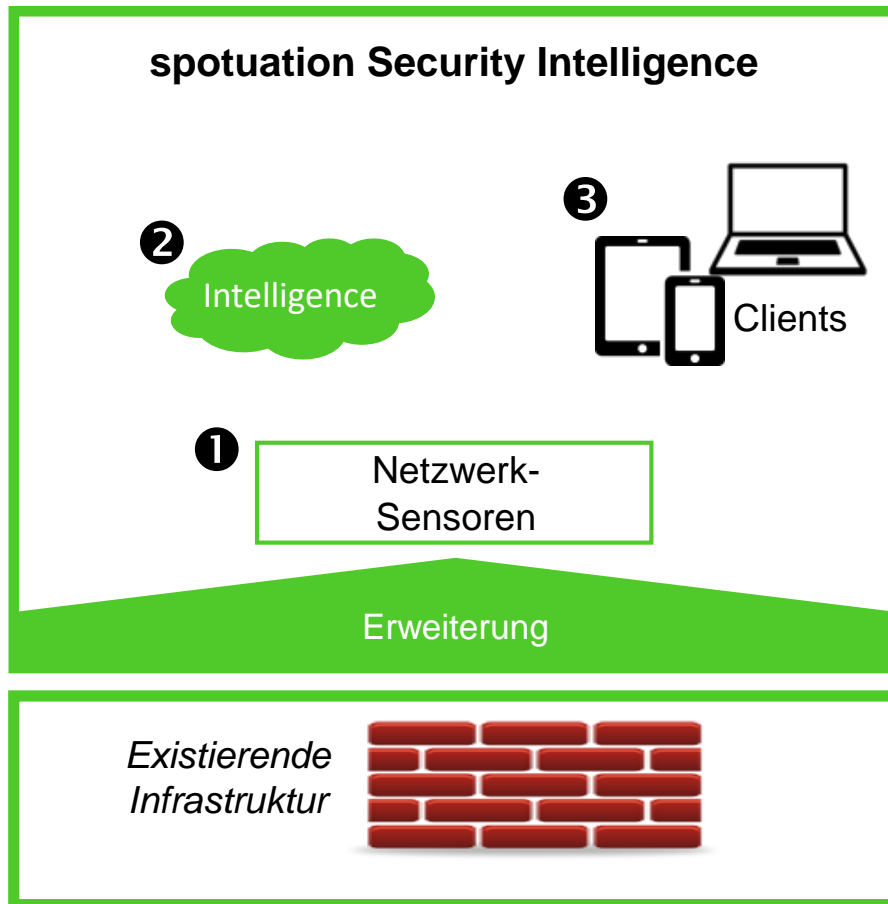 spotuation Security Intelligence
❸
❷
Intelligence
Clients
❶
Netzwerk-
Sensoren
Erweiterung
Existierende
Infrastruktur